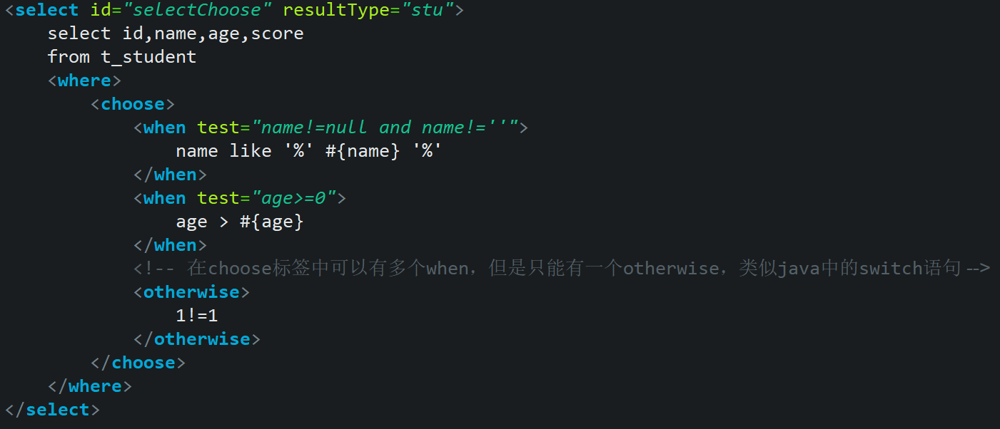 <select id="selectChoose" resultType="stu">
    select id,name,age,score
    from t_student
    <where>
        <choose>
            <when test="name!=null and name!=''">
                name like '%' #{name} '%'
            </when>
            <when test="age>=0">
                age > #{age}
            </when>
            <!-- 在choose标签中可以有多个when，但是只能有一个otherwise，类似java中的switch语句-->
            <otherwise>
                1!=1
            </otherwise>
        </choose>
    </where>
</select>